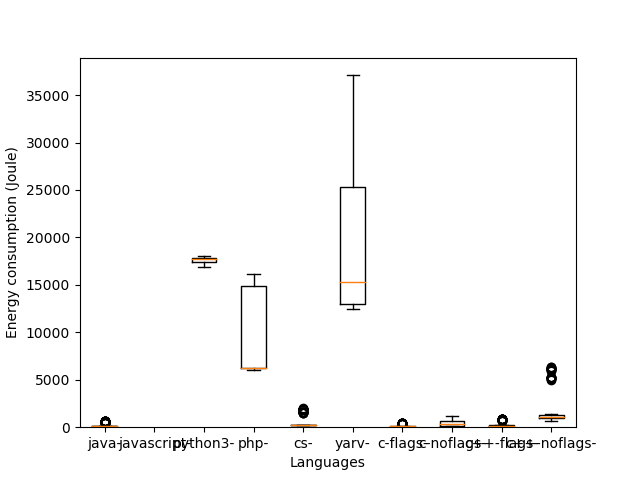 35000
30000
25000
20000
15000
10000
5000
0
Energy consumption (Joule)
java- javascript- python3- php- cs- yarv- c-flags- c-noflags- c++-flags- c++-noflags-
Languages